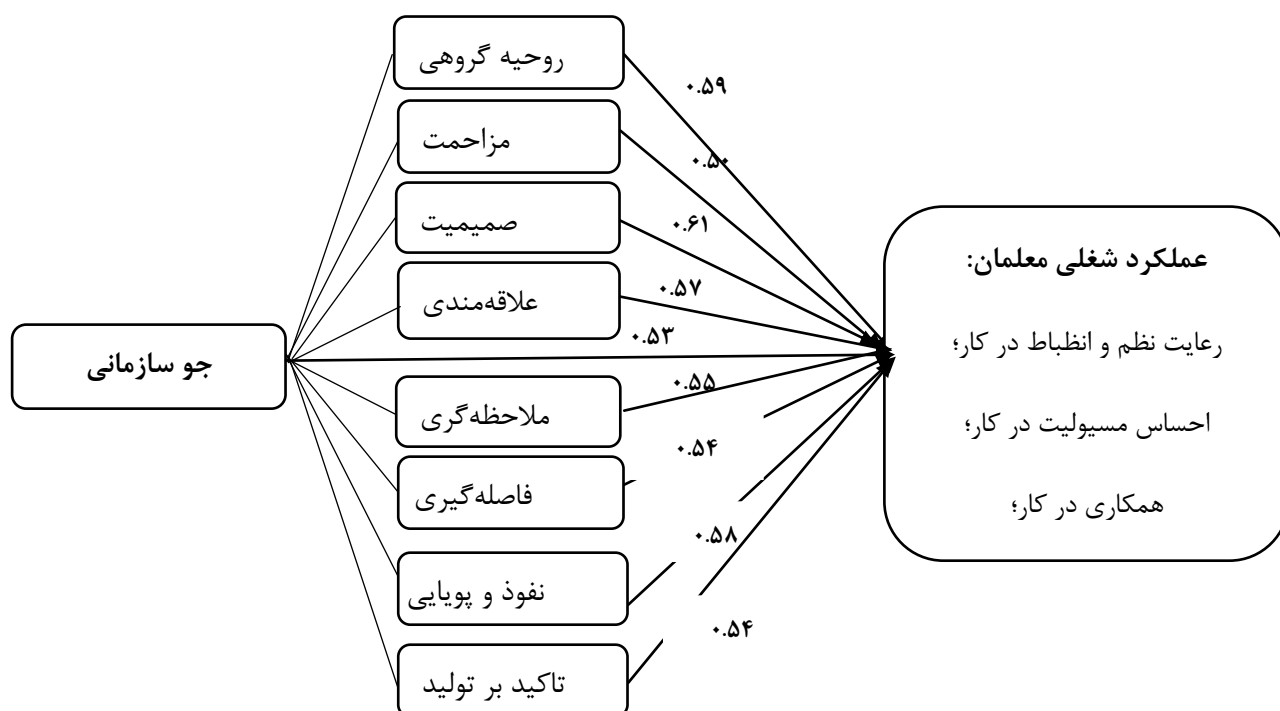 روحیه گروهی
۰.۵۹
مزاحمت
۰.۵۰
صمیمیت
۰.۶۱
علاقه‌مندی
۰.۵۷
جو سازمانی
۰.۵۳
ملاحظه‌گری
۰.۵۵
فاصله‌گیری
۰.۵۴
نفوذ و پویایی
۰.۵۸
تاکید بر تولید
۰.۵۴
عملکرد شغلی معلمان:
رعایت نظم و انظباط در کار؛
احساس مسیولیت در کار؛
همکاری در کار؛